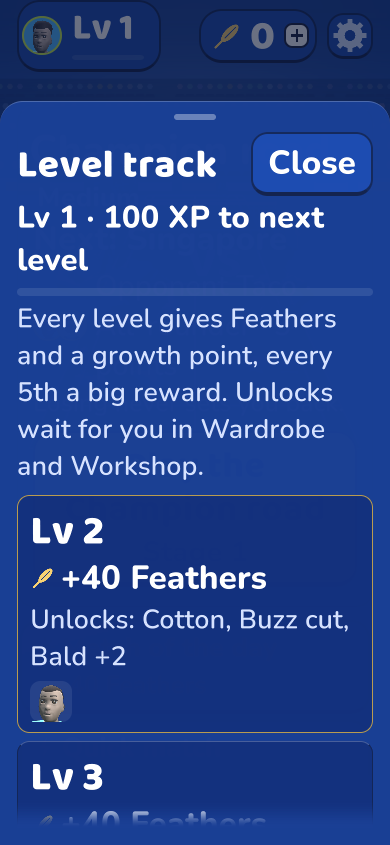 Lv 1
0
Level track
Close
Lv 1 · 100 XP to next
level
Every level gives Feathers
and a growth point, every
5th a big reward. Unlocks
wait for you in Wardrobe
and Workshop.
Lv 2
+40 Feathers
Unlocks: Cotton, Buzz cut,
Bald +2
Lv 3
+40 Feathers